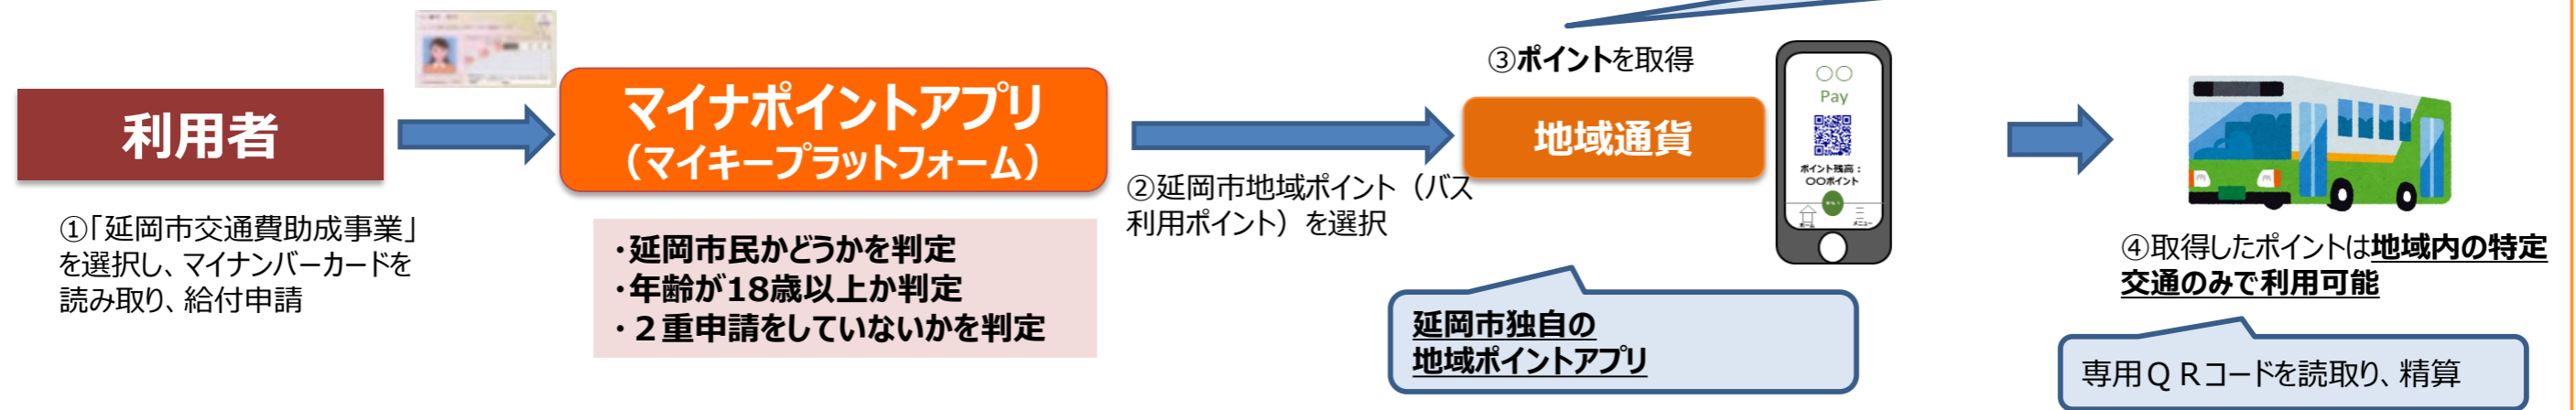 利用者
①「延岡市交通費助成事業」
を選択し、マイナンバーカードを
読み取り、給付申請
マイナポイントアプリ
（マイキープラットフォーム）
・延岡市民かどうかを判定
・年齢が18歳以上か判定
・２重申請をしていないかを判定
②延岡市地域ポイント（バス
利用ポイント）を選択
③ポイントを取得
地域通貨
○○
Pay
ポイント残高：
○○ポイント
ホーム
メニュー
延岡市独自の
地域ポイントアプリ
④取得したポイントは地域内の特定
交通のみで利用可能
専用ＱＲコードを読取り、精算